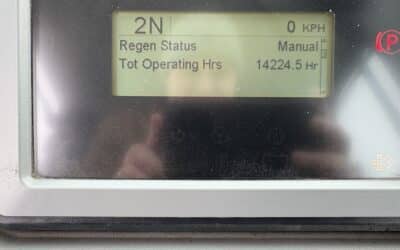 2N 0 KPH
Regen Status Manual
Tot Operating Hrs 14224.5 Hr
P